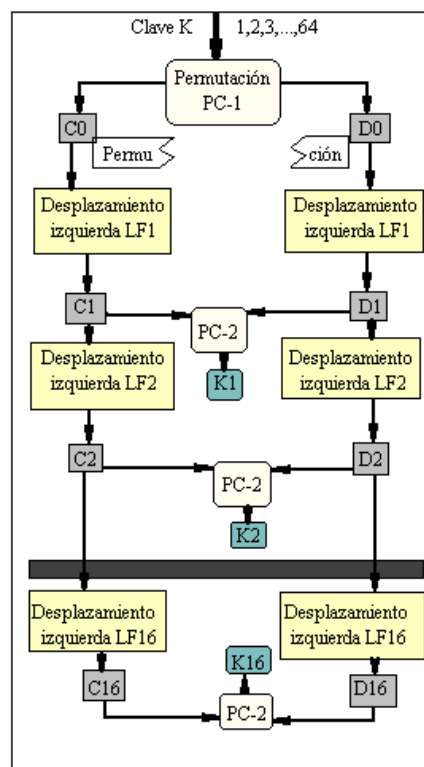 Clave K 1,2,3,...,64
Permutación
PC-1
C0
D0
Permu
ción
Desplazamiento
izquierda LF1
Desplazamiento
izquierda LF1
C1
D1
PC-2
Desplazamiento
izquierda LF2
Desplazamiento
izquierda LF2
K1
C2
D2
PC-2
K2
Desplazamiento
izquierda LF16
Desplazamiento
izquierda LF16
K16
C16
D16
PC-2